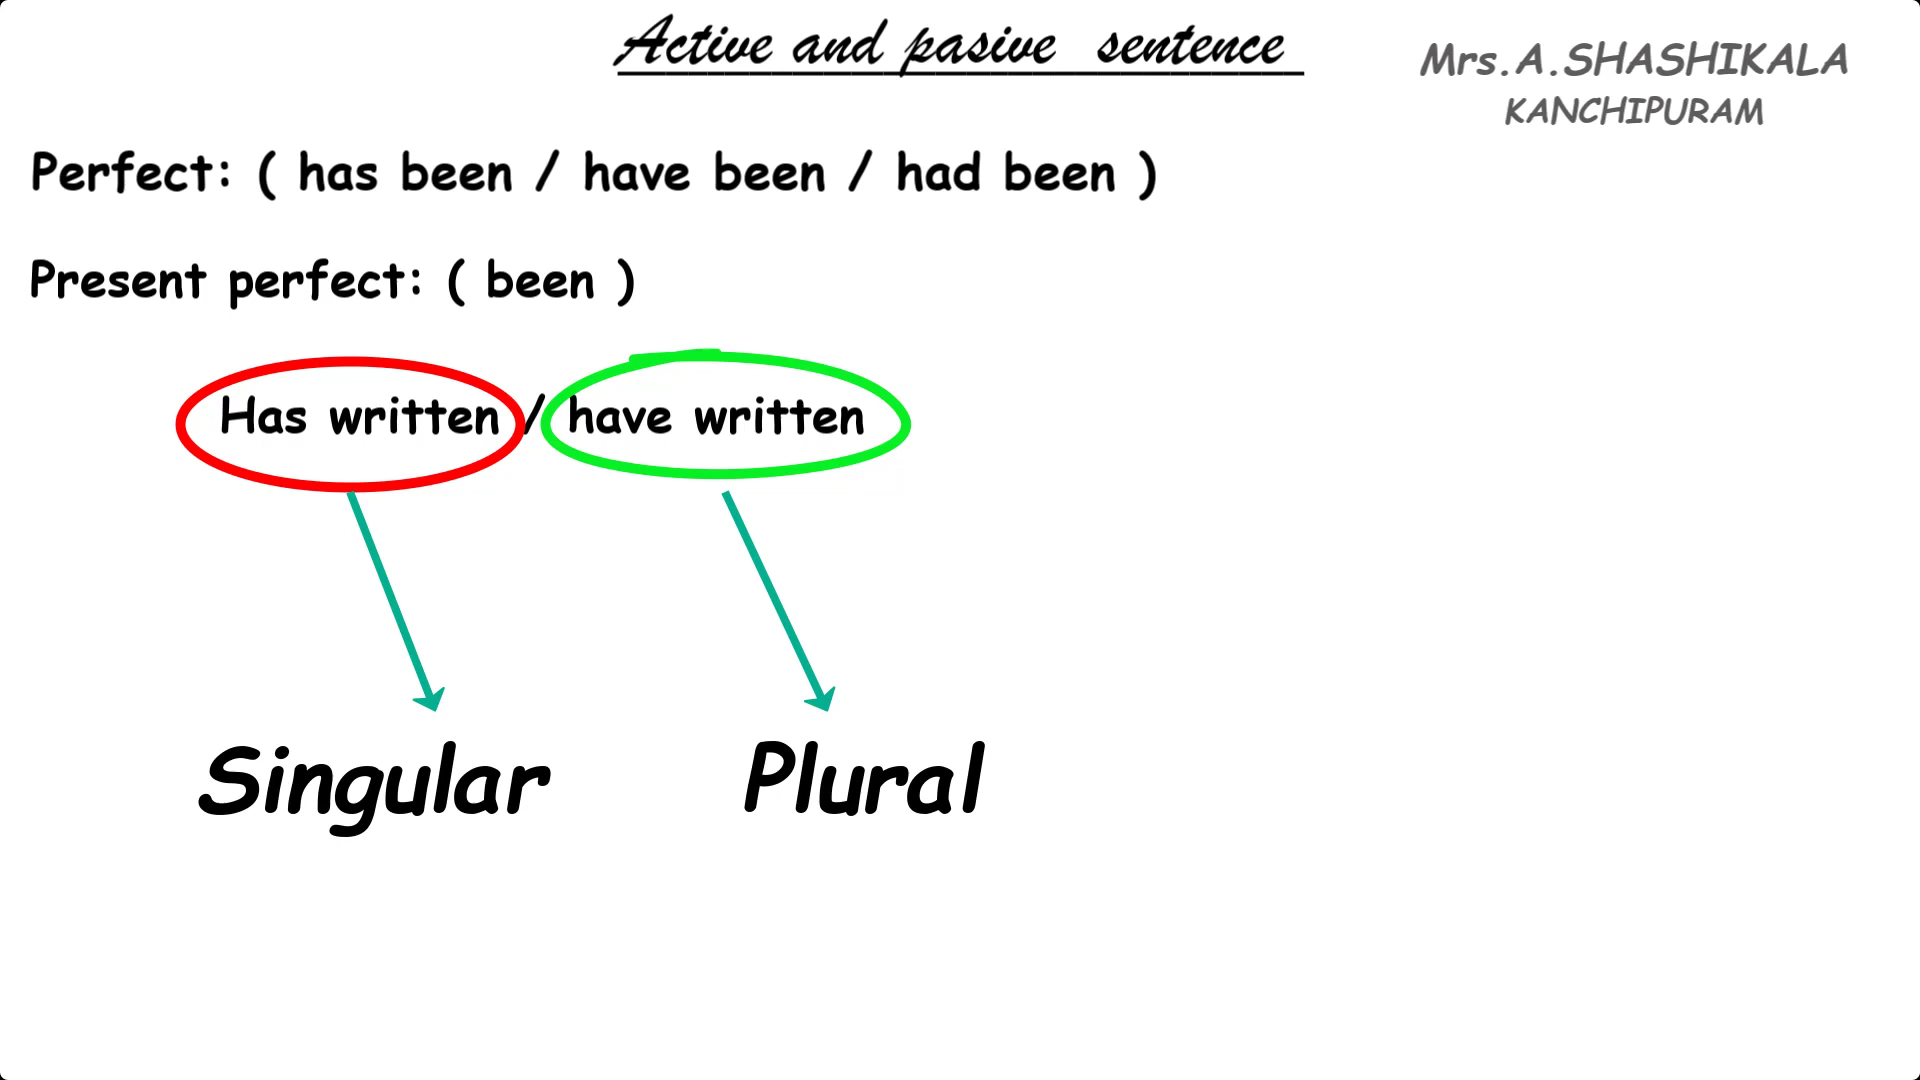 Active and pasive sentence
Mrs.A.SHASHIKALA
KANCHIPURAM
Perfect: ( has been / have been / had been )
Present perfect: ( been )
Has written / have written
Singular Plural